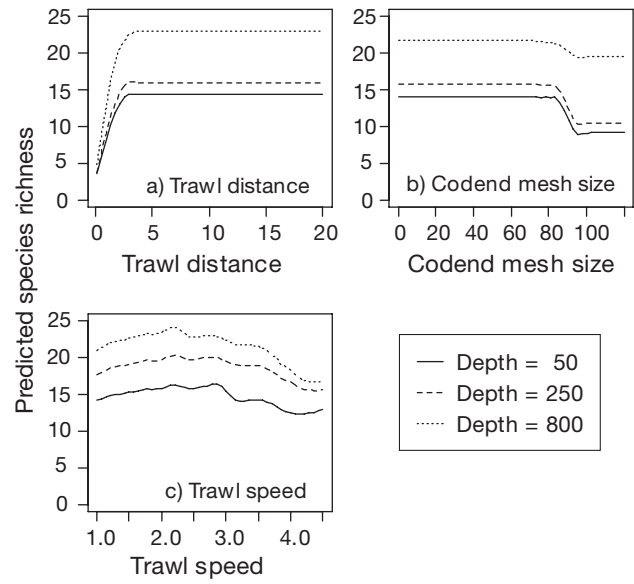 Predicted species richness
25
20
15
10
5
0
a) Trawl distance
0 5 10 15 20
Trawl distance
25
20
15
10
5
0
b) Codend mesh size
0 20 40 60 80 100
Codend mesh size
25
20
15
10
5
0
c) Trawl speed
1.0 2.0 3.0 4.0
Trawl speed
Depth = 50
Depth = 250
Depth = 800